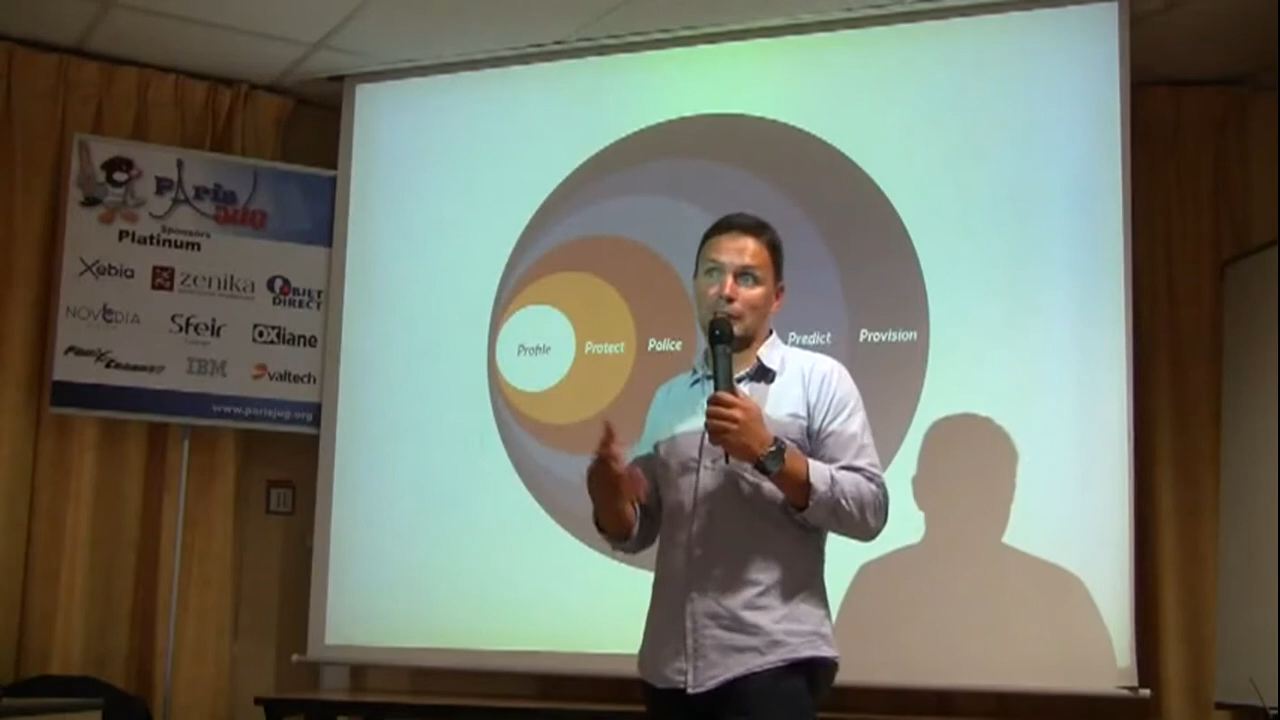 PARIS
JUG
Sponsors
Platinum
Xebia zenika OBJET DIRECT
NOVEDIA Sfeir OXiane
IBM valtech
www.parisjug.org
Profile Protect Police Predict Provision